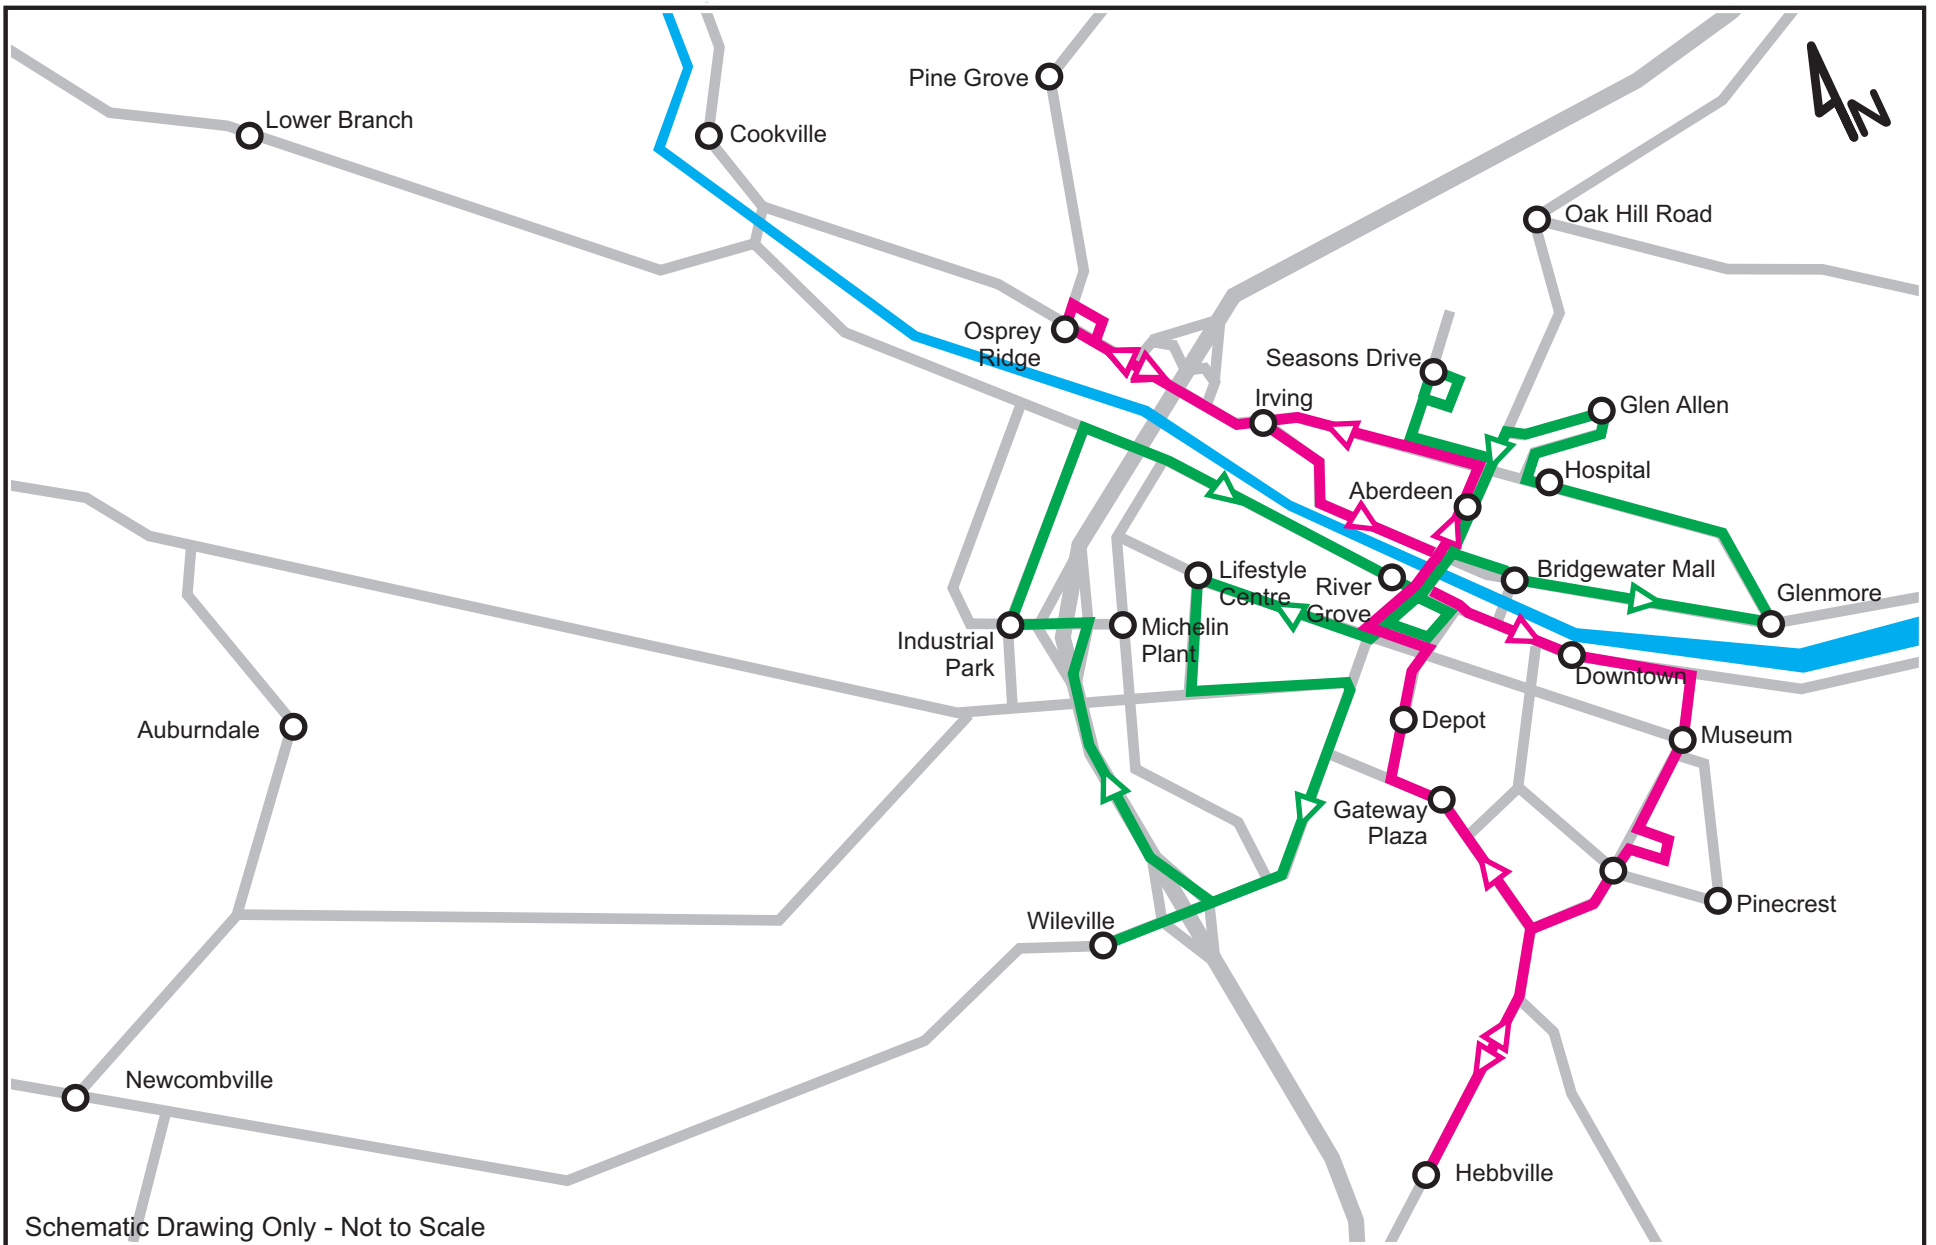 Pine Grove
Lower Branch
Cookville
N
Oak Hill Road
Osprey
Ridge
Seasons Drive
Irving
Glen Allen
Hospital
Aberdeen
Lifestyle
Centre
River
Grove
Bridgewater Mall
Glenmore
Industrial
Park
Michelin
Plant
Downtown
Auburndale
Depot
Museum
Gateway
Plaza
Pinecrest
Wileville
Newcombville
Hebbville
Schematic Drawing Only - Not to Scale